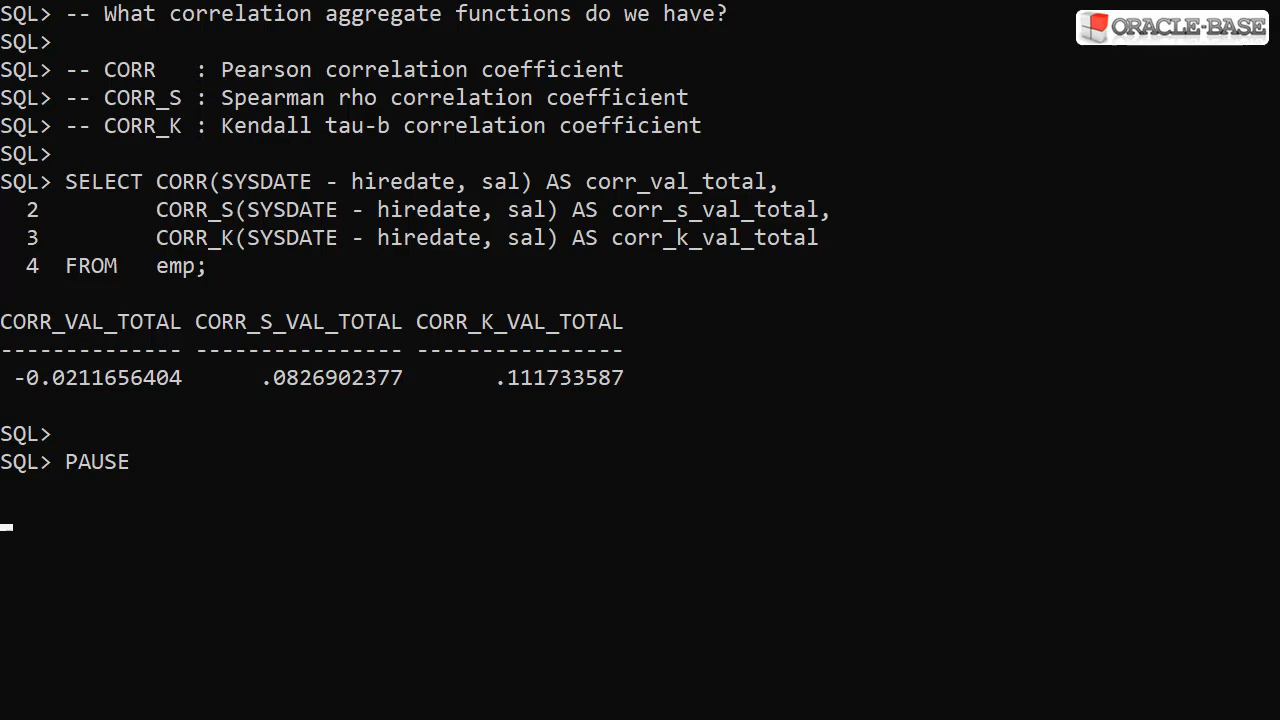 SQL> -- What correlation aggregate functions do we have?
ORACLE-BASE
SQL>
SQL> -- CORR   : Pearson correlation coefficient
SQL> -- CORR_S : Spearman rho correlation coefficient
SQL> -- CORR_K : Kendall tau-b correlation coefficient
SQL>
SQL> SELECT CORR(SYSDATE - hiredate, sal) AS corr_val_total,
  2         CORR_S(SYSDATE - hiredate, sal) AS corr_s_val_total,
  3         CORR_K(SYSDATE - hiredate, sal) AS corr_k_val_total
  4  FROM   emp;
CORR_VAL_TOTAL CORR_S_VAL_TOTAL CORR_K_VAL_TOTAL
-------------- ---------------- ----------------
 -0.0211656404      .0826902377       .111733587
SQL>
SQL> PAUSE